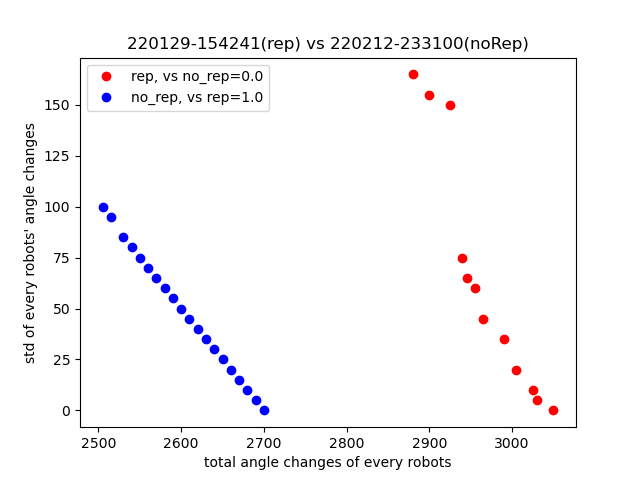 220129-154241(rep) vs 220212-233100(noRep)
rep, vs no_rep=0.0
no_rep, vs rep=1.0
std of every robots' angle changes
150
125
100
75
50
25
0
2500 2600 2700 2800 2900 3000
total angle changes of every robots